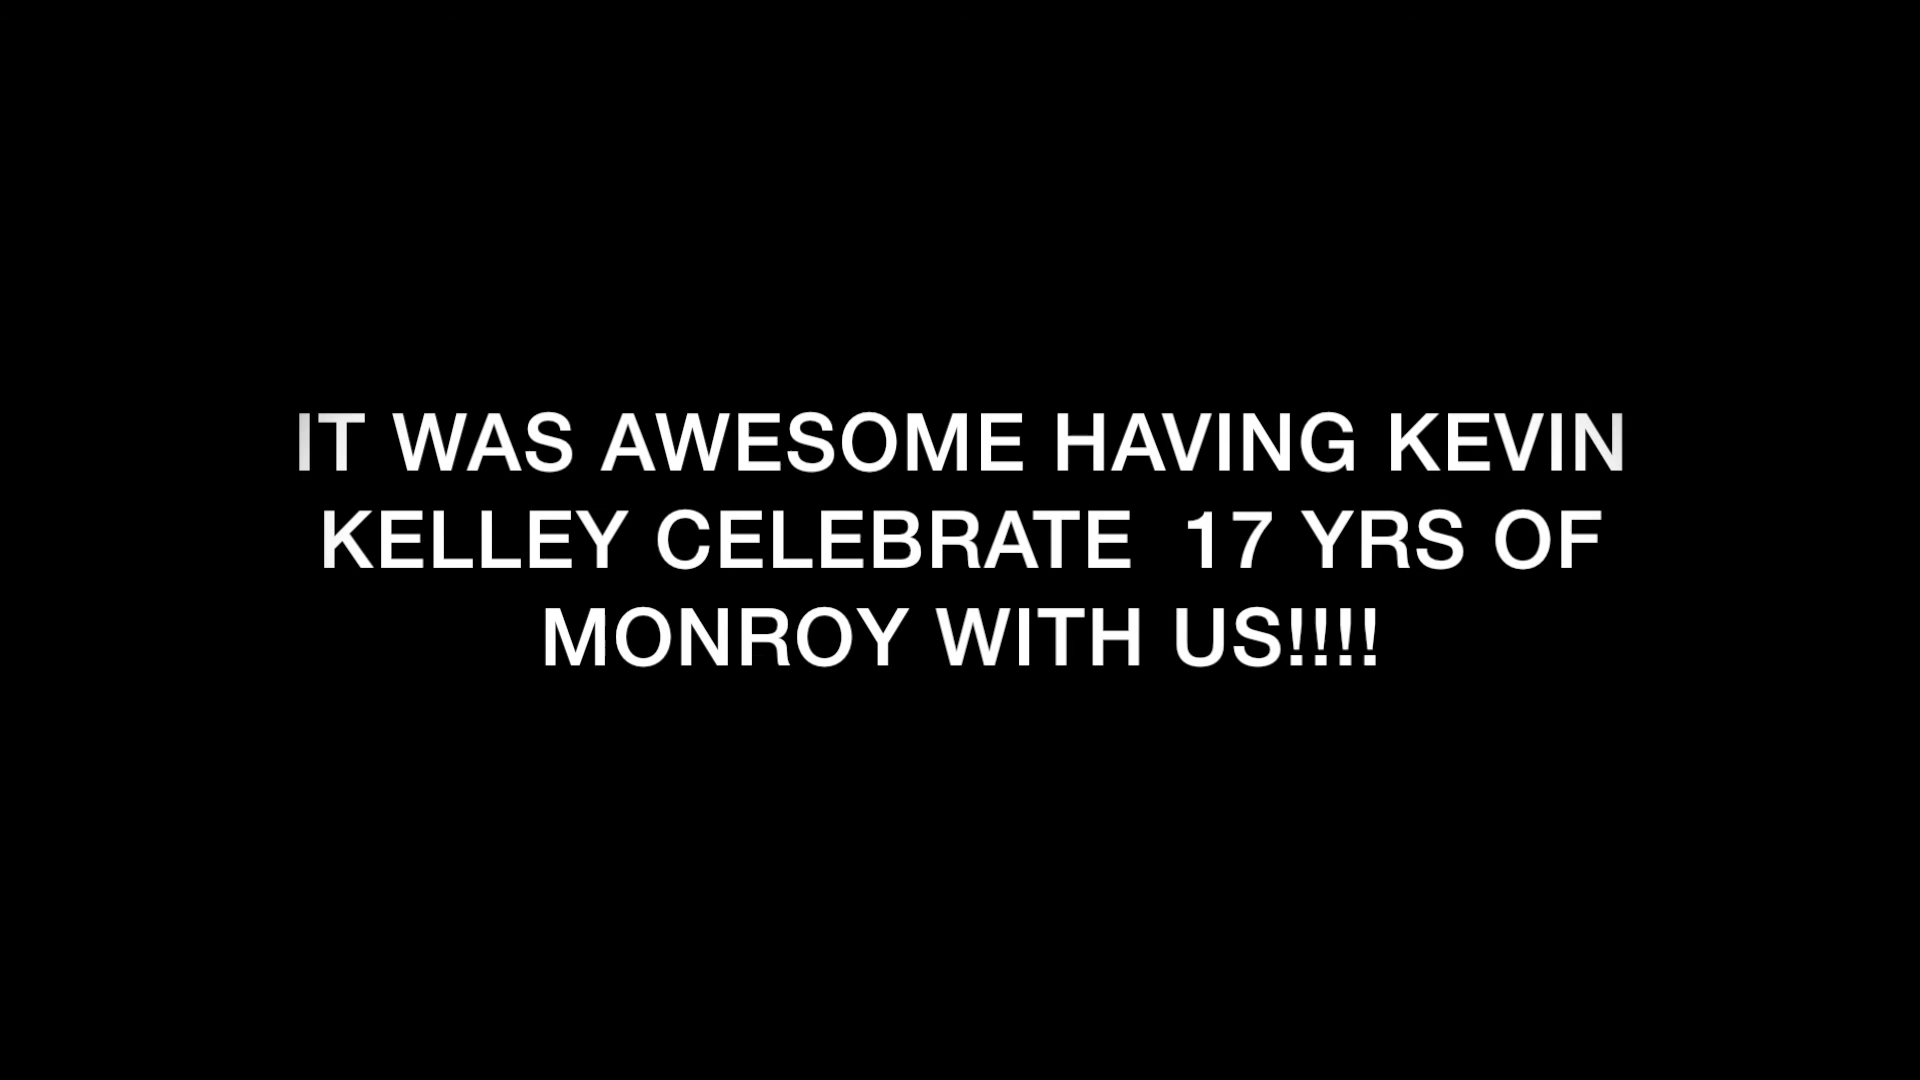 IT WAS AWESOME HAVING KEVIN
KELLEY CELEBRATE  17 YRS OF
MONROY WITH US!!!!